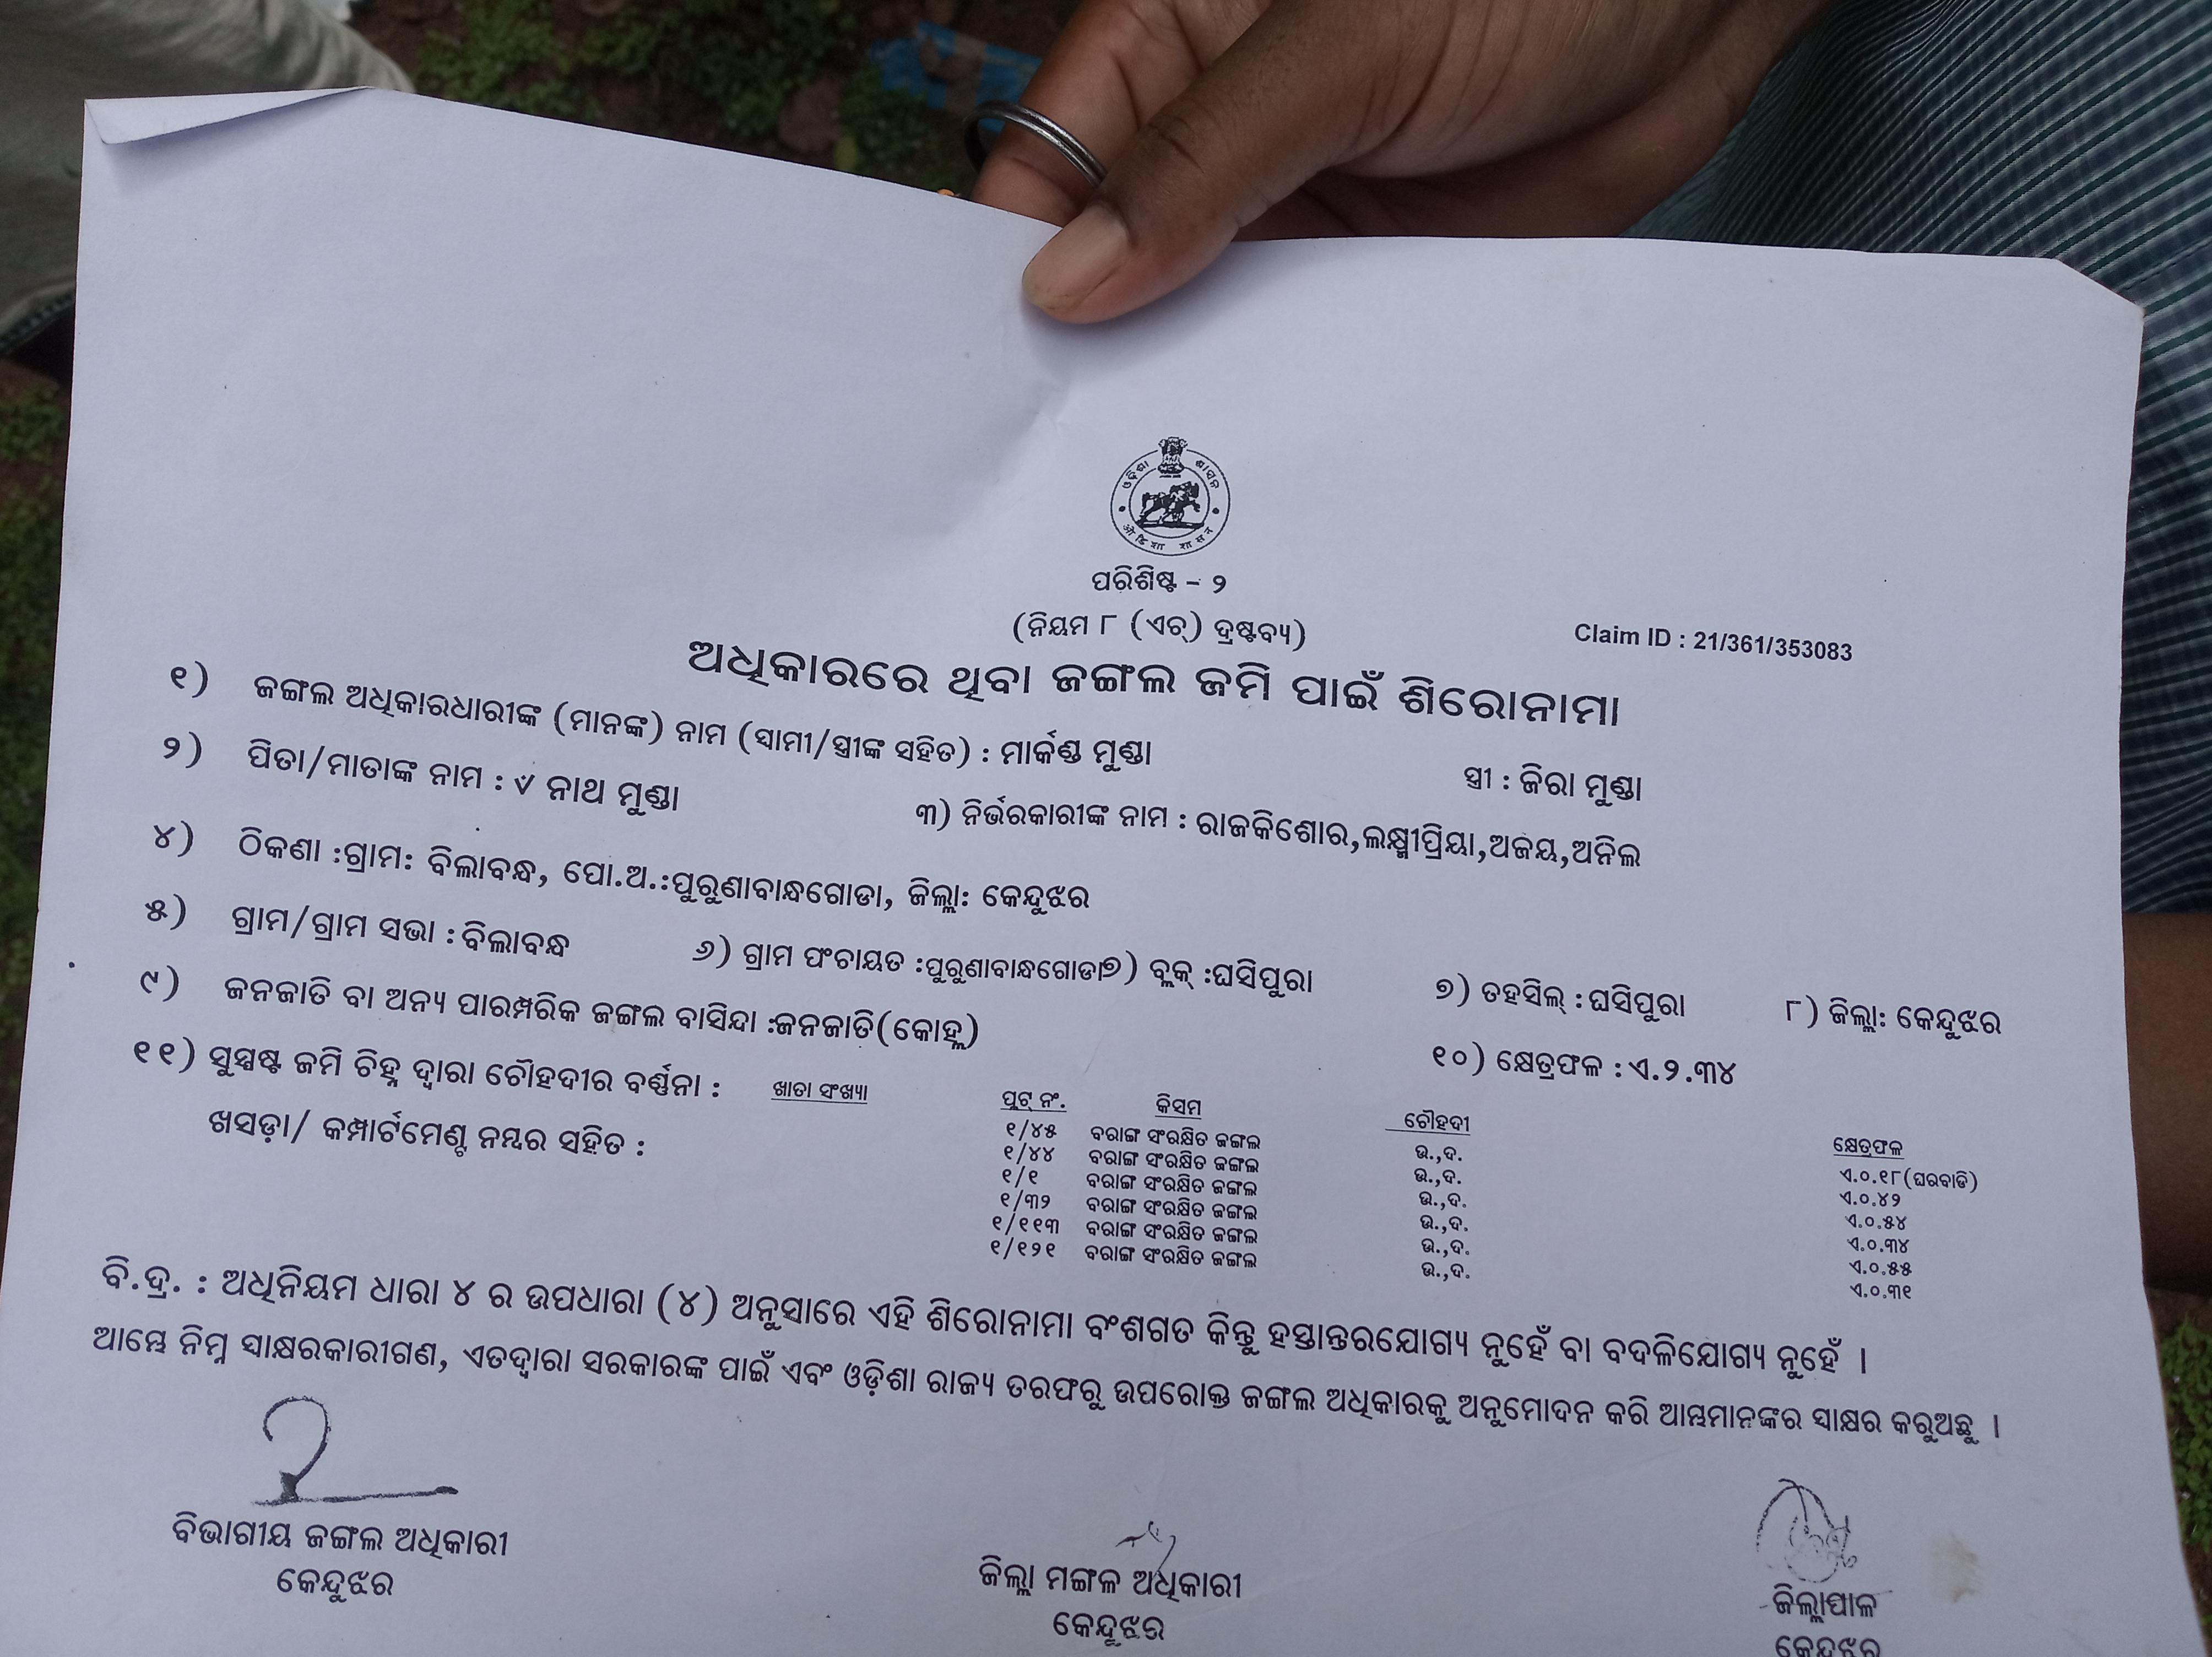 ଓଡ଼ିଶା ଶାସନ
ओडिशा शासन
ପରିଶିଷ୍ଟ - ୨
(ନିୟମ ୮ (ଏଚ୍) ଦ୍ରଷ୍ଟବ୍ୟ)
Claim ID : 21/361/353083
ଅଧିକାରରେ ଥିବା ଜଙ୍ଗଲ ଜମି ପାଇଁ ଶିରୋନାମା
୧) ଜଙ୍ଗଲ ଅଧିକାରଧାରୀଙ୍କ (ମାନଙ୍କ) ନାମ (ସ୍ୱାମୀ/ସ୍ତ୍ରୀଙ୍କ ସହିତ) : ମାର୍କଣ୍ଡ ମୁଣ୍ଡା ସ୍ତ୍ରୀ : ଜିରା ମୁଣ୍ଡା
୨) ପିତା/ମାତାଙ୍କ ନାମ : ୰ ନାଥ ମୁଣ୍ଡା ୩) ନିର୍ଭରକାରୀଙ୍କ ନାମ : ରାଜକିଶୋର,ଲକ୍ଷ୍ମୀପ୍ରିୟା,ଅଜୟ,ଅନିଲ
୪) ଠିକଣା :ଗ୍ରାମ: ବିଲାବନ୍ଧ, ପୋ.ଅ.:ପୁରୁଣାବାନ୍ଧଗୋଡା, ଜିଲ୍ଲା: କେନ୍ଦୁଝର
୫) ଗ୍ରାମ/ଗ୍ରାମ ସଭା : ବିଲାବନ୍ଧ ୬) ଗ୍ରାମ ପଂଚାୟତ :ପୁରୁଣାବାନ୍ଧଗୋଡା ୭) ବ୍ଲକ୍ :ଘସିପୁରା ୭) ତହସିଲ୍ : ଘସିପୁରା ୮) ଜିଲ୍ଲା: କେନ୍ଦୁଝର
୯) ଜନଜାତି ବା ଅନ୍ୟ ପାରମ୍ପରିକ ଜଙ୍ଗଲ ବାସିନ୍ଦା :ଜନଜାତି(କୋହ୍ଲ) ୧୦) କ୍ଷେତ୍ରଫଳ : ଏ.୨.୩୪
୧୧) ସୁସ୍ପଷ୍ଟ ଜମି ଚିହ୍ନ ଦ୍ୱାରା ଚୌହଦୀର ବର୍ଣ୍ଣନା :
ଖସଡ଼ା/ କମ୍ପାର୍ଟମେଣ୍ଟ ନମ୍ବର ସହିତ :
ଖାତା ସଂଖ୍ୟା ପ୍ଲଟ୍ ନଂ. କିସମ ଚୌହଦୀ କ୍ଷେତ୍ରଫଳ
୧/୪୫ ବରାଙ୍ଗ ସଂରକ୍ଷିତ ଜଙ୍ଗଲ ଉ.,ଦ. ଏ.୦.୧୮(ଘରବାଡି)
୧/୪୪ ବରାଙ୍ଗ ସଂରକ୍ଷିତ ଜଙ୍ଗଲ ଉ.,ଦ. ଏ.୦.୪୨
୧/୧ ବରାଙ୍ଗ ସଂରକ୍ଷିତ ଜଙ୍ଗଲ ଉ.,ଦ. ଏ.୦.୫୪
୧/୩୨ ବରାଙ୍ଗ ସଂରକ୍ଷିତ ଜଙ୍ଗଲ ଉ.,ଦ. ଏ.୦.୩୪
୧/୧୧୩ ବରାଙ୍ଗ ସଂରକ୍ଷିତ ଜଙ୍ଗଲ ଉ.,ଦ. ଏ.୦.୫୫
୧/୧୨୧ ବରାଙ୍ଗ ସଂରକ୍ଷିତ ଜଙ୍ଗଲ ଉ.,ଦ. ଏ.୦.୩୧
ବି.ଦ୍ର. : ଅଧିନିୟମ ଧାରା ୪ ର ଉପଧାରା (୪) ଅନୁସାରେ ଏହି ଶିରୋନାମା ବଂଶଗତ କିନ୍ତୁ ହସ୍ତାନ୍ତରଯୋଗ୍ୟ ନୁହେଁ ବା ବଦଳିଯୋଗ୍ୟ ନୁହେଁ ।
ଆମ୍ଭେ ନିମ୍ନ ସାକ୍ଷରକାରୀଗଣ, ଏତଦ୍ୱାରା ସରକାରଙ୍କ ପାଇଁ ଏବଂ ଓଡ଼ିଶା ରାଜ୍ୟ ତରଫରୁ ଉପରୋକ୍ତ ଜଙ୍ଗଲ ଅଧିକାରକୁ ଅନୁମୋଦନ କରି ଆମ୍ଭମାନଙ୍କର ସାକ୍ଷର କରୁଅଛୁ ।
ବିଭାଗୀୟ ଜଙ୍ଗଲ ଅଧିକାରୀ
କେନ୍ଦୁଝର
ଜିଲ୍ଲା ମଙ୍ଗଳ ଅଧିକାରୀ
କେନ୍ଦୁଝର
ଜିଲ୍ଲାପାଳ
କେନ୍ଦୁଝର